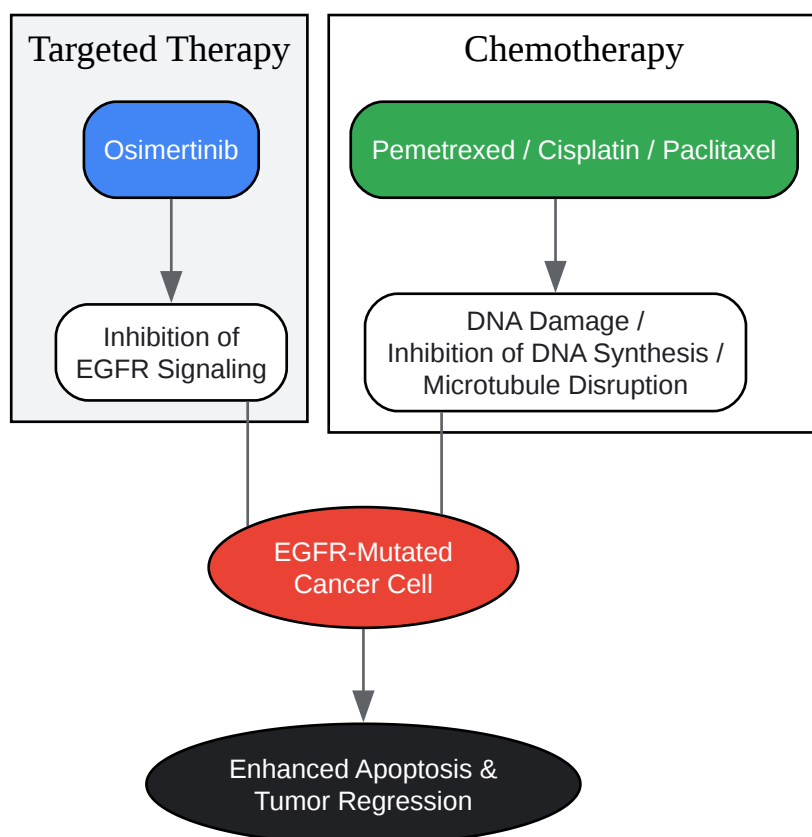 Targeted Therapy
Osimertinib
Inhibition of
EGFR Signaling
Chemotherapy
Pemetrexed / Cisplatin / Paclitaxel
DNA Damage /
Inhibition of DNA Synthesis /
Microtubule Disruption
EGFR-Mutated
Cancer Cell
Enhanced Apoptosis &
Tumor Regression